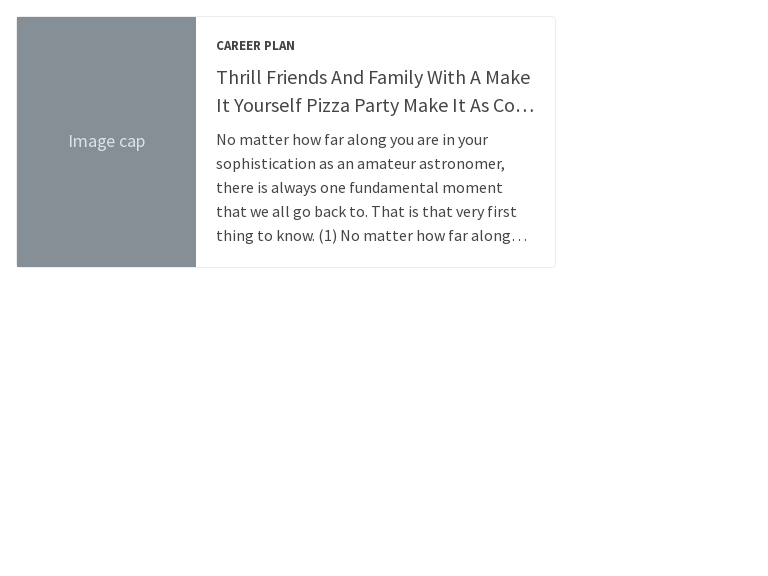 Image cap
CAREER PLAN
Thrill Friends And Family With A Make
It Yourself Pizza Party Make It As Co…
No matter how far along you are in your
sophistication as an amateur astronomer,
there is always one fundamental moment
that we all go back to. That is that very first
thing to know. (1) No matter how far along…